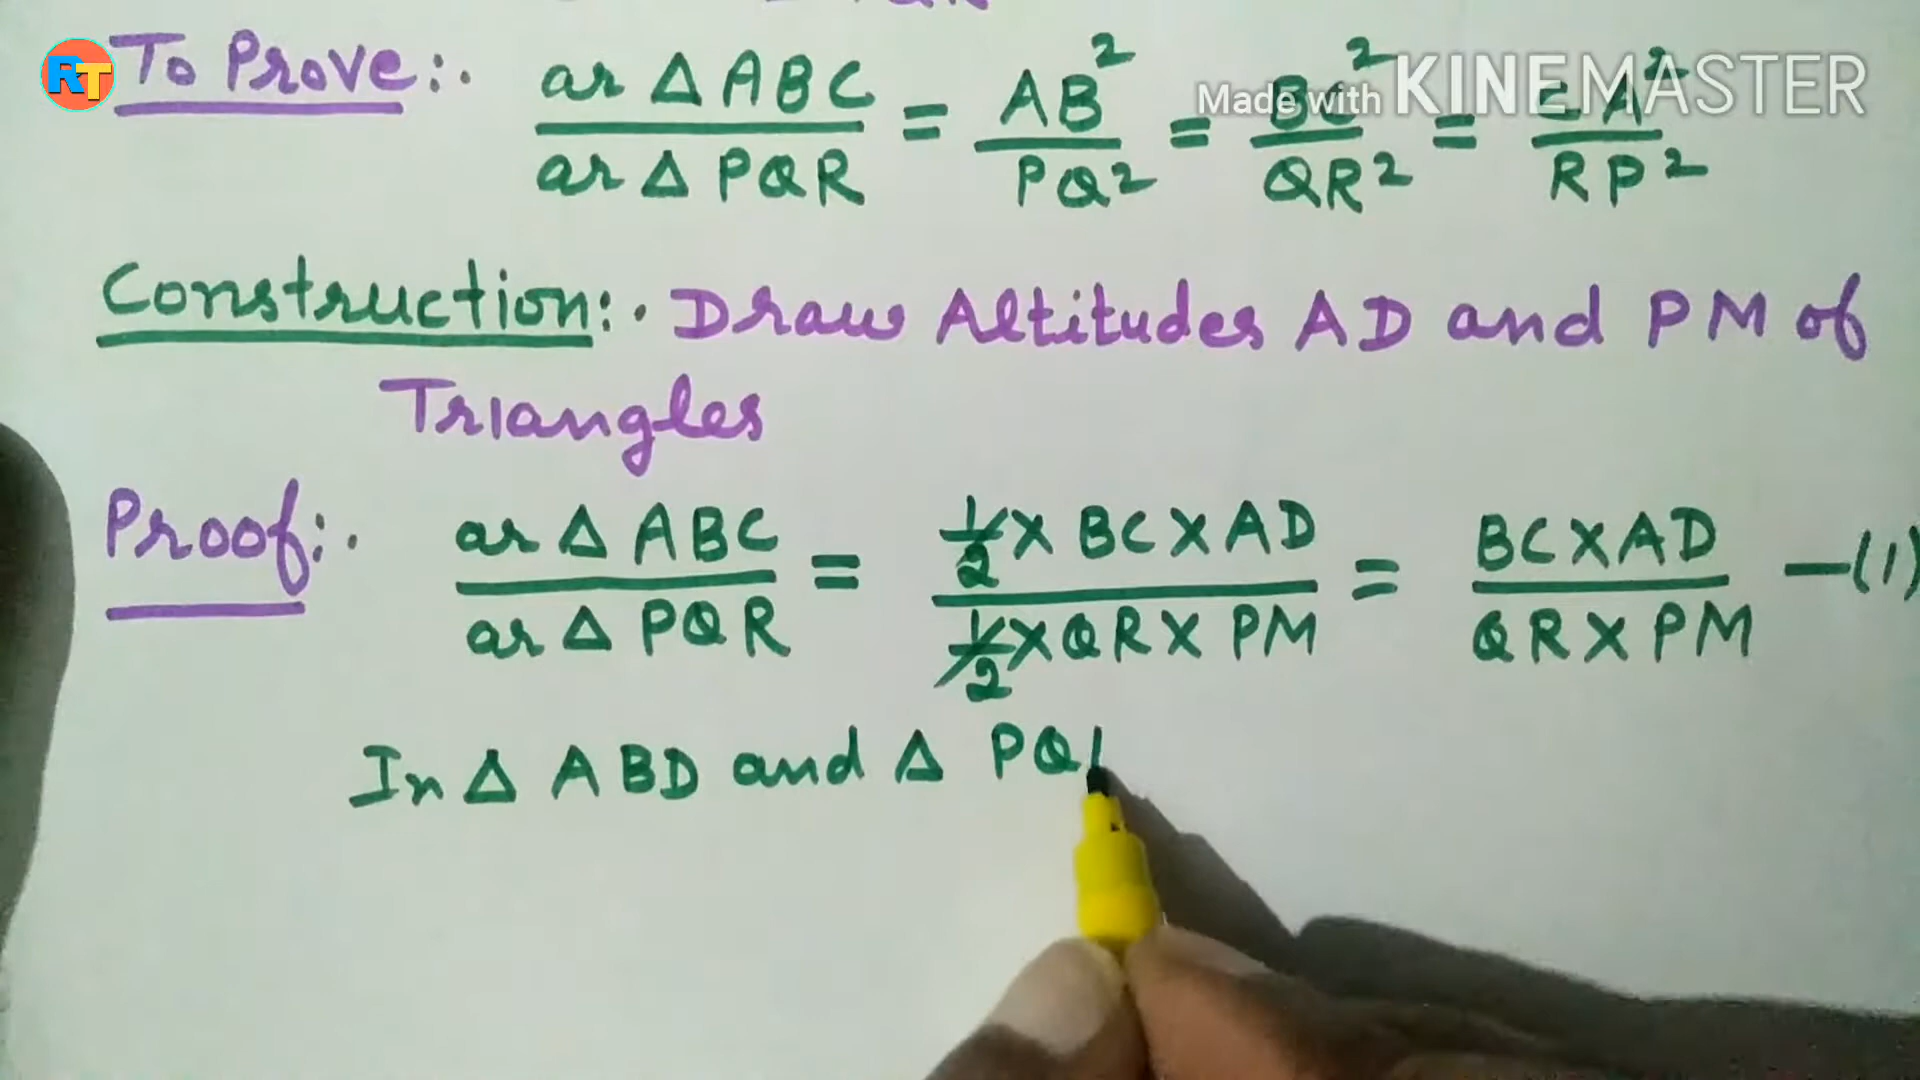 RT To Prove:. ar Δ ABC / ar Δ PQR = AB² / PQ² = BC² / QR² = CA² / RP²
Made with KINEMASTER
Construction:. Draw Altitudes AD and PM of
Triangles
Proof:. ar Δ ABC / ar Δ PQR = 1/2 X BC X AD / 1/2 X QR X PM = BC X AD / QR X PM —(1)
In Δ ABD and Δ PQ